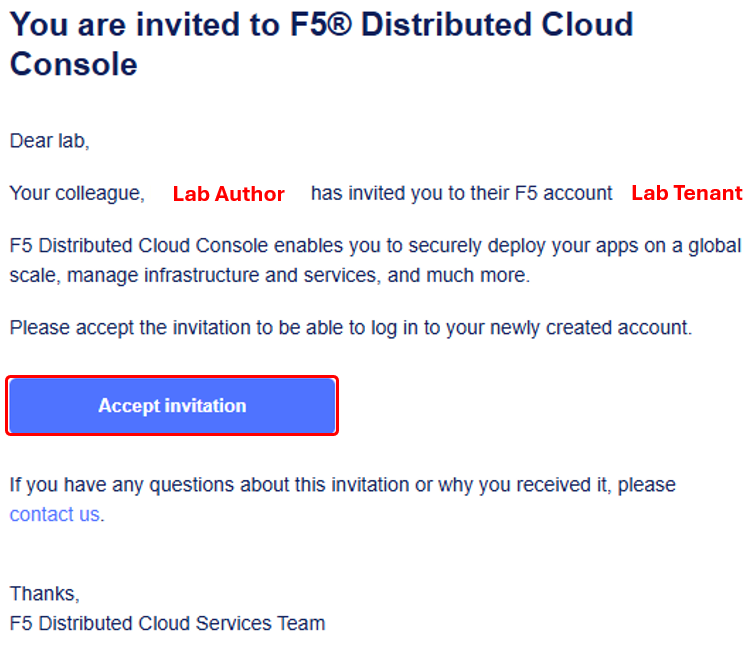 You are invited to F5® Distributed Cloud
Console
Dear lab,
Your colleague, Lab Author has invited you to their F5 account Lab Tenant
F5 Distributed Cloud Console enables you to securely deploy your apps on a global
scale, manage infrastructure and services, and much more.
Please accept the invitation to be able to log in to your newly created account.
Accept invitation
If you have any questions about this invitation or why you received it, please
contact us.
Thanks,
F5 Distributed Cloud Services Team